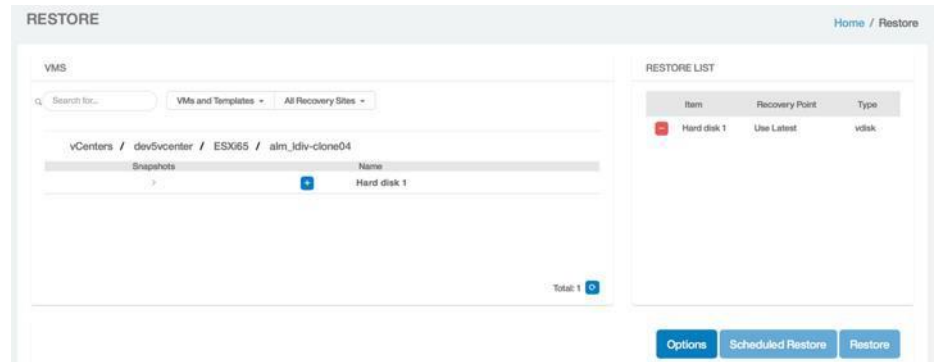 RESTORE
Home / Restore
VMS
Search for...
VMs and Templates
All Recovery Sites
vCenters / dev5vcenter / ESXi65 / alm_ldiv-clone04
Snapshots Name
> + Hard disk 1
Total: 1
RESTORE LIST
Item Recovery Point Type
Hard disk 1 Use Latest vdisk
Options Scheduled Restore Restore